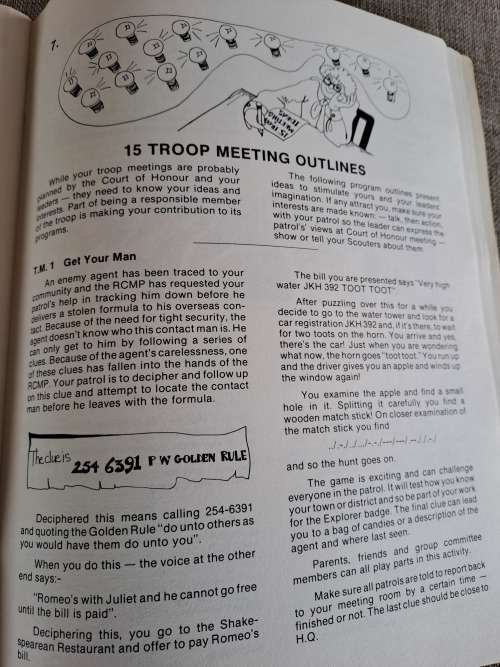 1.
15 TROOP MEETING OUTLINES
While your troop meetings are probably
planned by the Court of Honour and your
leaders — they need to know your ideas and
interests. Part of being a responsible member
of the troop is making your contribution to its
programs.
The following program outlines present
ideas to stimulate yours and your leaders'
imagination. If any attract you, make sure your
interests are made known: — talk, then action,
with your patrol so the leader can express the
patrol's views at Court of Honour meeting —
show or tell your Scouters about them.
T.M. 1 Get Your Man
An enemy agent has been traced to your
community and the RCMP has requested your
patrol's help in tracking him down before he
delivers a stolen formula to his overseas con-
tact. Because of the need for tight security, the
agent doesn't know who this contact man is. He
can only get to him by following a series of
clues. Because of the agent's carelessness, one
of these clues has fallen into the hands of the
RCMP. Your patrol is to decipher and follow up
on this clue and attempt to locate the contact
man before he leaves with the formula.
The clue is 254 6391 P W GOLDEN RULE
Deciphered this means calling 254-6391
and quoting the Golden Rule "do unto others as
you would have them do unto you".
When you do this — the voice at the other
end says:-
"Romeo's with Juliet and he cannot go free
until the bill is paid".
Deciphering this, you go to the Shake-
spearean Restaurant and offer to pay Romeo's
bill.
The bill you are presented says "Very high
water JKH 392 TOOT TOOT"
After puzzling over this for a while you
decide to go to the water tower and look for a
car registration JKH 392 and, if it's there, to wait
for two toots on the horn. You arrive and yes,
there's the car! Just when you are wondering
what now, the horn goes "toot toot." You run up
and the driver gives you an apple and winds up
the window again!
You examine the apple and find a small
hole in it. Splitting it carefully you find a
wooden match stick! On closer examination of
the match stick you find
and so the hunt goes on.
The game is exciting and can challenge
everyone in the patrol. It will test how you know
your town or district and so be part of your work
for the Explorer badge. The final clue can lead
you to a bag of candies or a description of the
agent and where last seen.
Parents, friends and group committee
members can all play parts in this activity.
Make sure all patrols are told to report back
to your meeting room by a certain time —
finished or not. The last clue should be close to
H.Q.